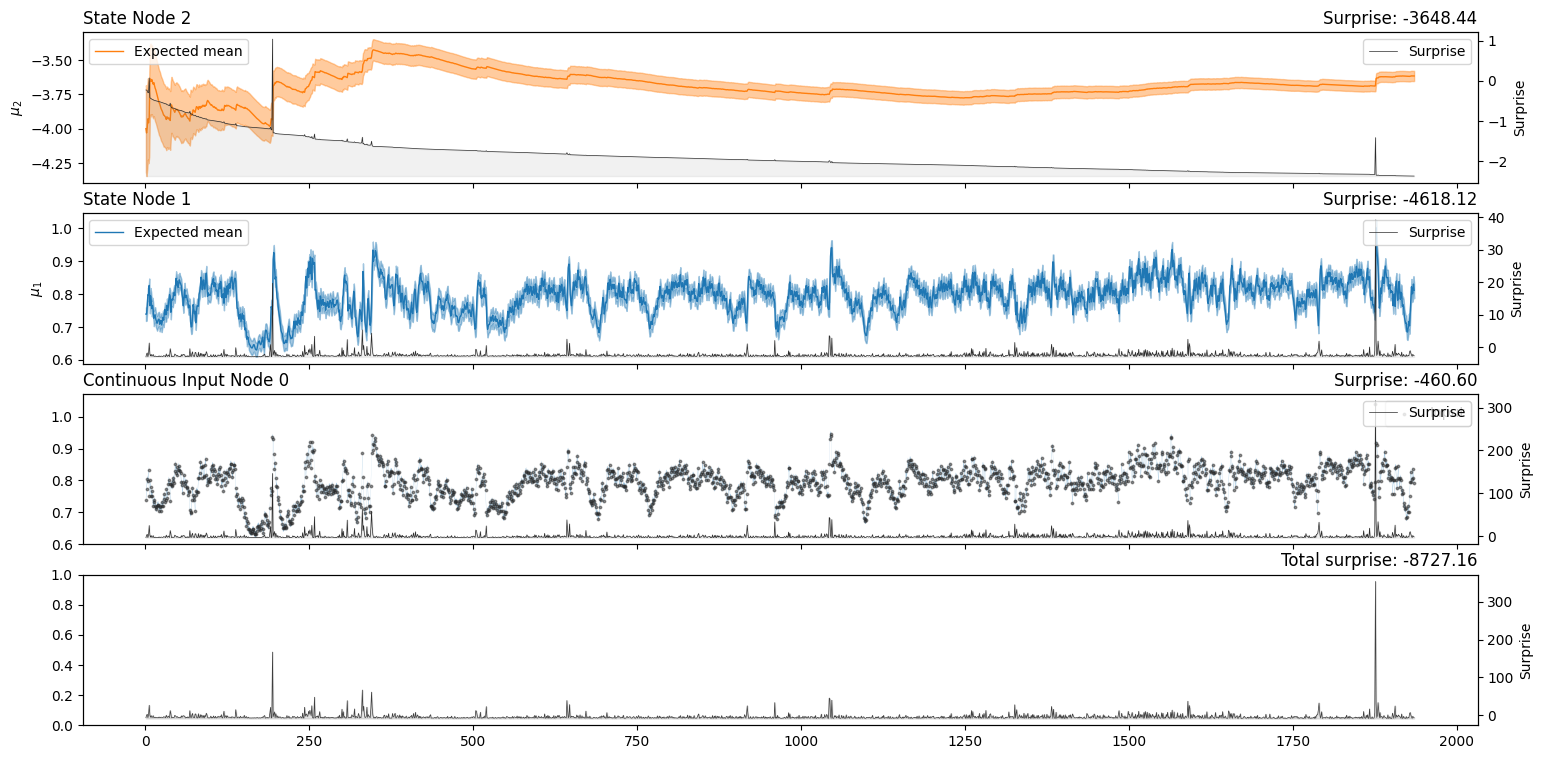 State Node 2 Surprise: -3648.44
Expected mean
Surprise
−3.50
−3.75
−4.00
−4.25
μ2
1
0
−1
−2
Surprise
State Node 1 Surprise: -4618.12
Expected mean
Surprise
1.0
0.9
0.8
0.7
0.6
μ1
40
30
20
10
0
Surprise
Continuous Input Node 0 Surprise: -460.60
Surprise
1.0
0.9
0.8
0.7
0.6
300
200
100
0
Surprise
Total surprise: -8727.16
1.0
0.8
0.6
0.4
0.2
0.0
300
200
100
0
Surprise
0 250 500 750 1000 1250 1500 1750 2000